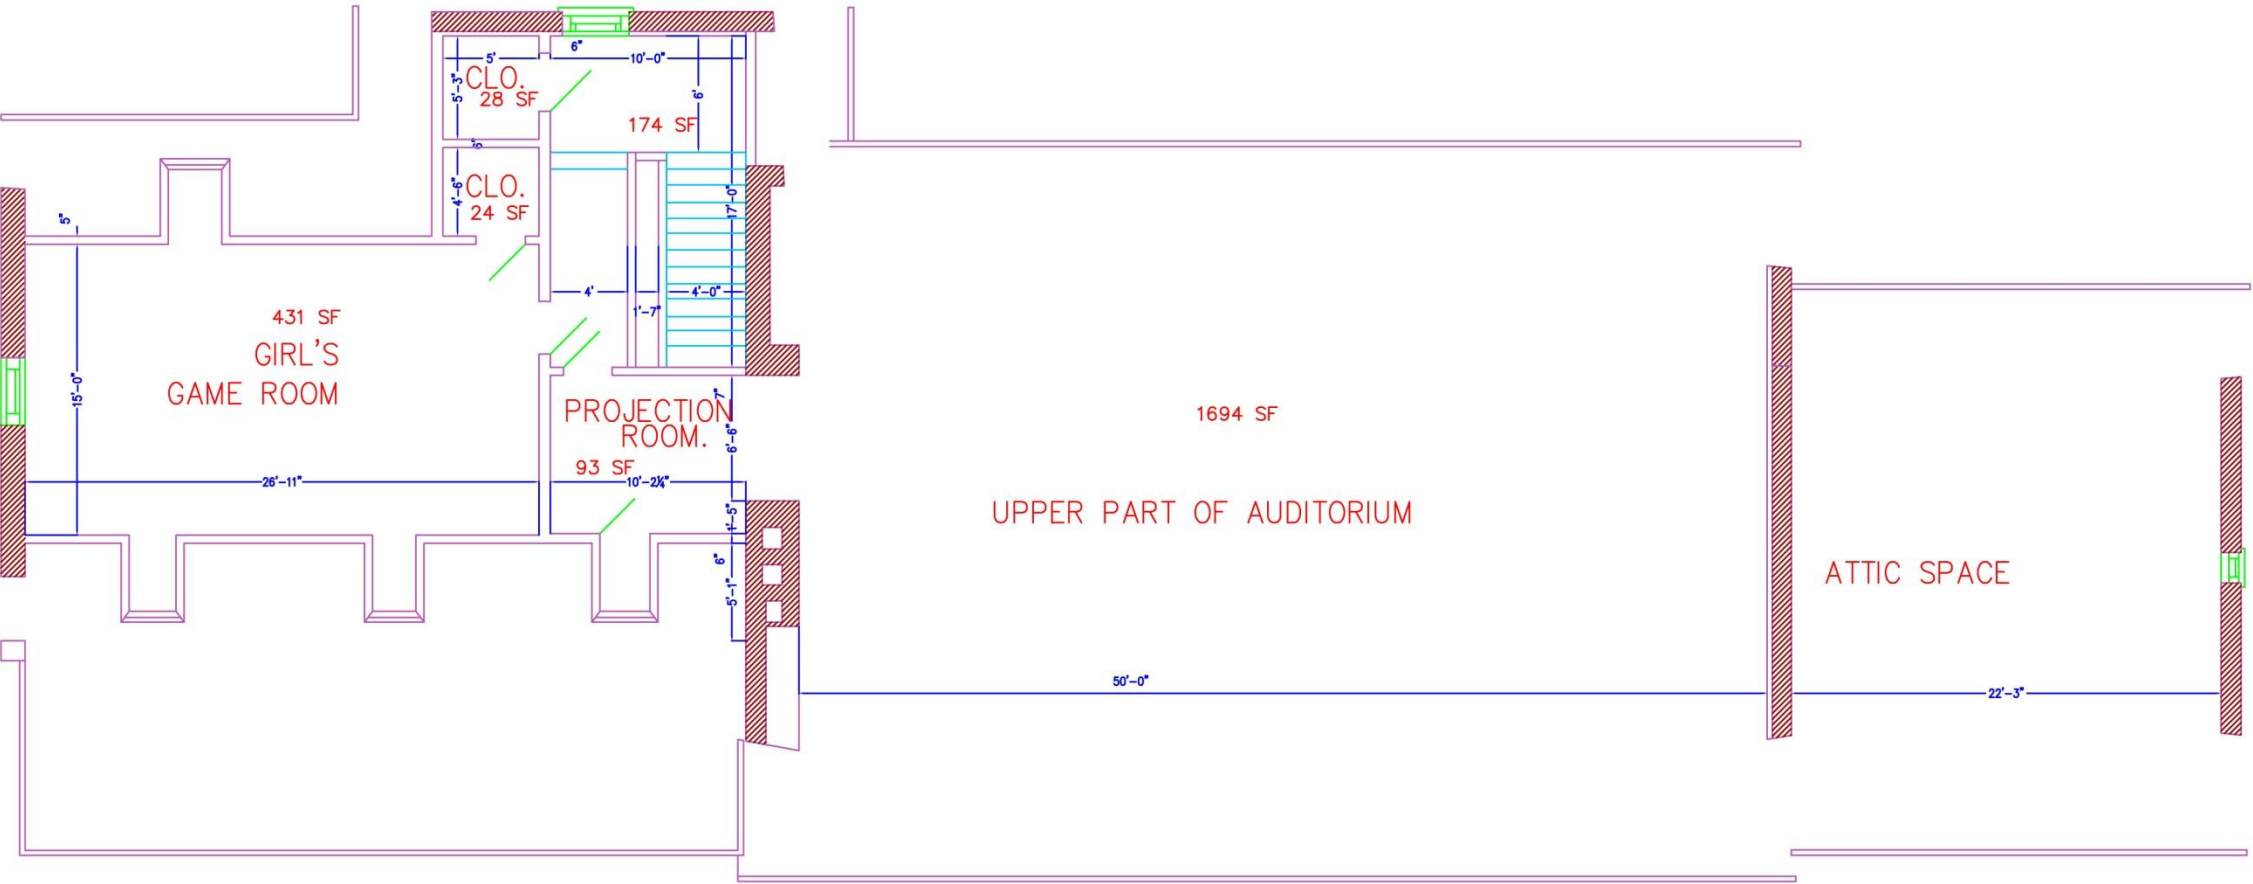 6"
5'
10'-0"
CLO.
28 SF
5'-3"
6'
174 SF
6"
CLO.
24 SF
4'-6"
17'-0"
5"
4'
4'-0"
1'-7"
431 SF
GIRL'S
GAME ROOM
15'-0"
7"
PROJECTION
ROOM.
6'-6"
93 SF
26'-11"
10'-2¼"
1'-5"
6"
5'-1"
1694 SF
UPPER PART OF AUDITORIUM
ATTIC SPACE
50'-0"
22'-3"